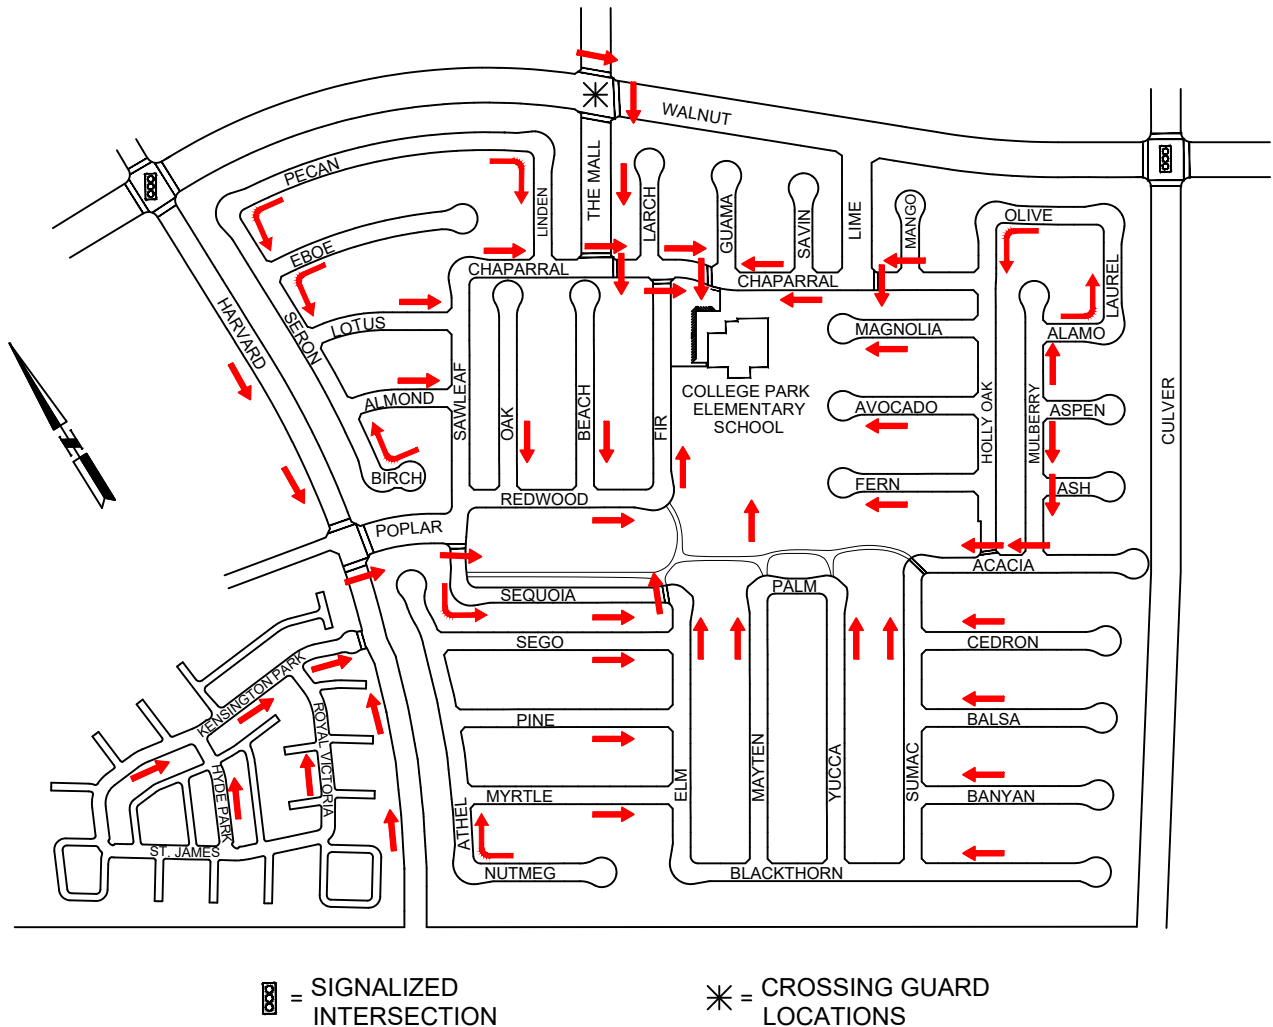 WALNUT
PECAN
LINDEN
THE MALL
LARCH
GUAMA
SAVIN
LIME
MANGO
OLIVE
EBOE
CHAPARRAL
CHAPARRAL
LAUREL
HARVARD
SERON
LOTUS
MAGNOLIA
ALAMO
ALMOND
SAWLEAF
OAK
BEACH
FIR
COLLEGE PARK
ELEMENTARY
SCHOOL
AVOCADO
HOLLY OAK
MULBERRY
ASPEN
CULVER
BIRCH
REDWOOD
FERN
ASH
POPLAR
ACACIA
SEQUOIA
PALM
SEGO
CEDRON
KENSINGTON PARK
ROYAL VICTORIA
PINE
BALSA
HYDE PARK
ELM
MAYTEN
YUCCA
SUMAC
MYRTLE
BANYAN
ATHEL
ST. JAMES
NUTMEG
BLACKTHORN
= SIGNALIZED
INTERSECTION
= CROSSING GUARD
LOCATIONS